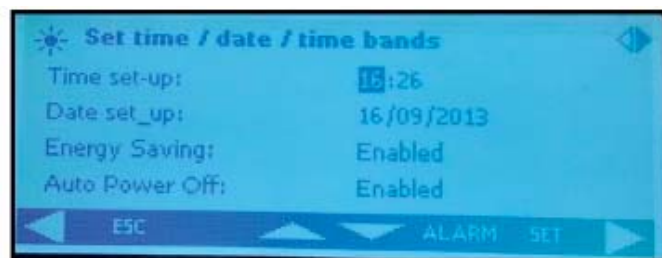 Set time / date / time bands
Time set-up: 16:26
Date set_up: 16/09/2013
Energy Saving: Enabled
Auto Power Off: Enabled
ESC ALARM SET